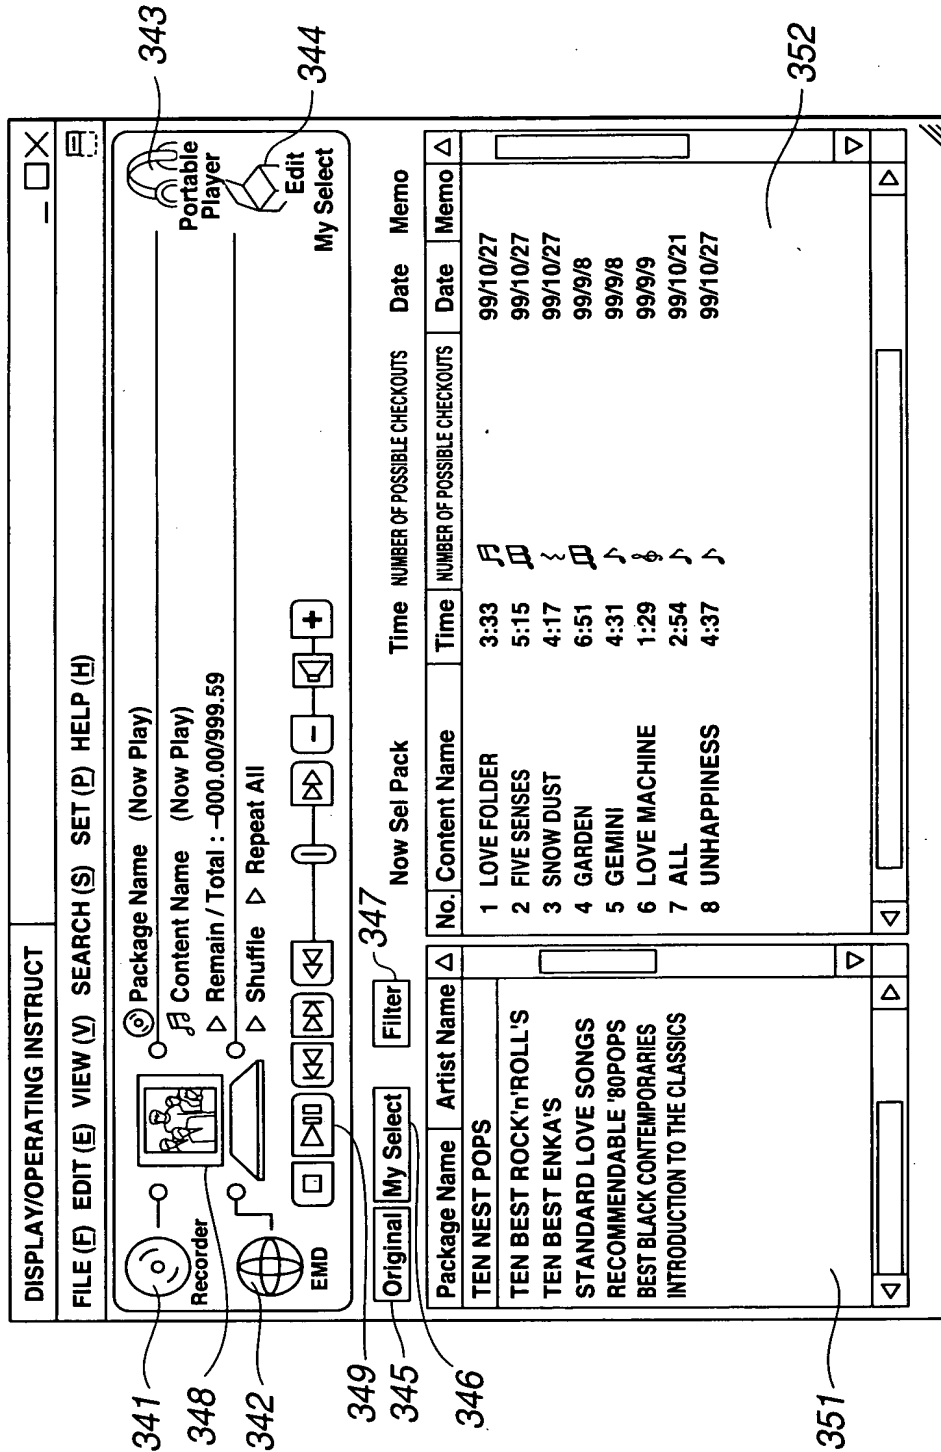 DISPLAY/OPERATING INSTRUCT
FILE (F) EDIT (E) VIEW (V) SEARCH (S) SET (P) HELP (H)
341
Recorder
348
342
EMD
Package Name (Now Play)
Content Name (Now Play)
Remain / Total : –000.00/999.59
Shuffle Repeat All
Portable
Player
343
Edit
My Select
344
349
– +
345
Original
346
My Select
Filter
347
Now Sel Pack Time NUMBER OF POSSIBLE CHECKOUTS Date Memo
Package Name Artist Name
TEN NEST POPS
TEN BEST ROCK'n'ROLL'S
TEN BEST ENKA'S
STANDARD LOVE SONGS
RECOMMENDABLE '80POPS
BEST BLACK CONTEMPORARIES
INTRODUCTION TO THE CLASSICS
351
No. Content Name Time NUMBER OF POSSIBLE CHECKOUTS Date Memo
1 LOVE FOLDER 3:33 99/10/27
2 FIVE SENSES 5:15 99/10/27
3 SNOW DUST 4:17 99/10/27
4 GARDEN 6:51 99/9/8
5 GEMINI 4:31 99/9/8
6 LOVE MACHINE 1:29 99/9/9
7 ALL 2:54 99/10/21
8 UNHAPPINESS 4:37 99/10/27
352